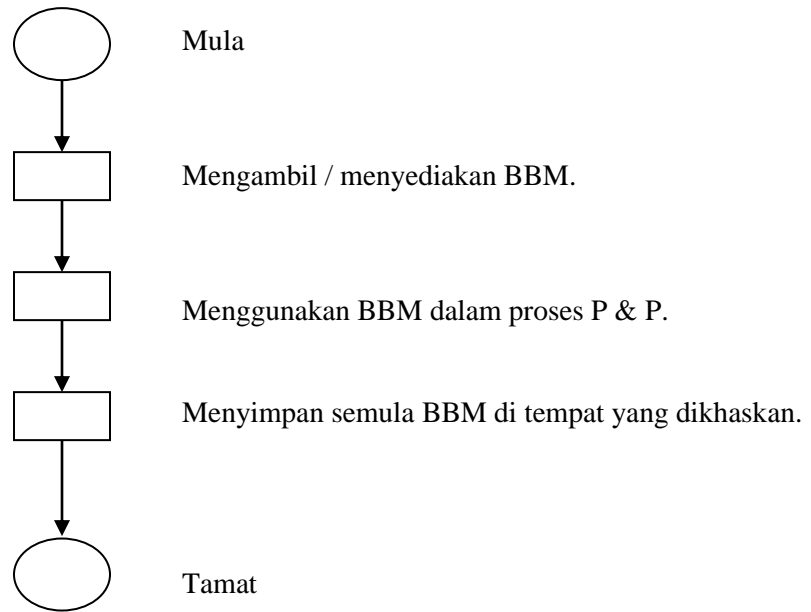 Mula
Mengambil / menyediakan BBM.
Menggunakan BBM dalam proses P & P.
Menyimpan semula BBM di tempat yang dikhaskan.
Tamat